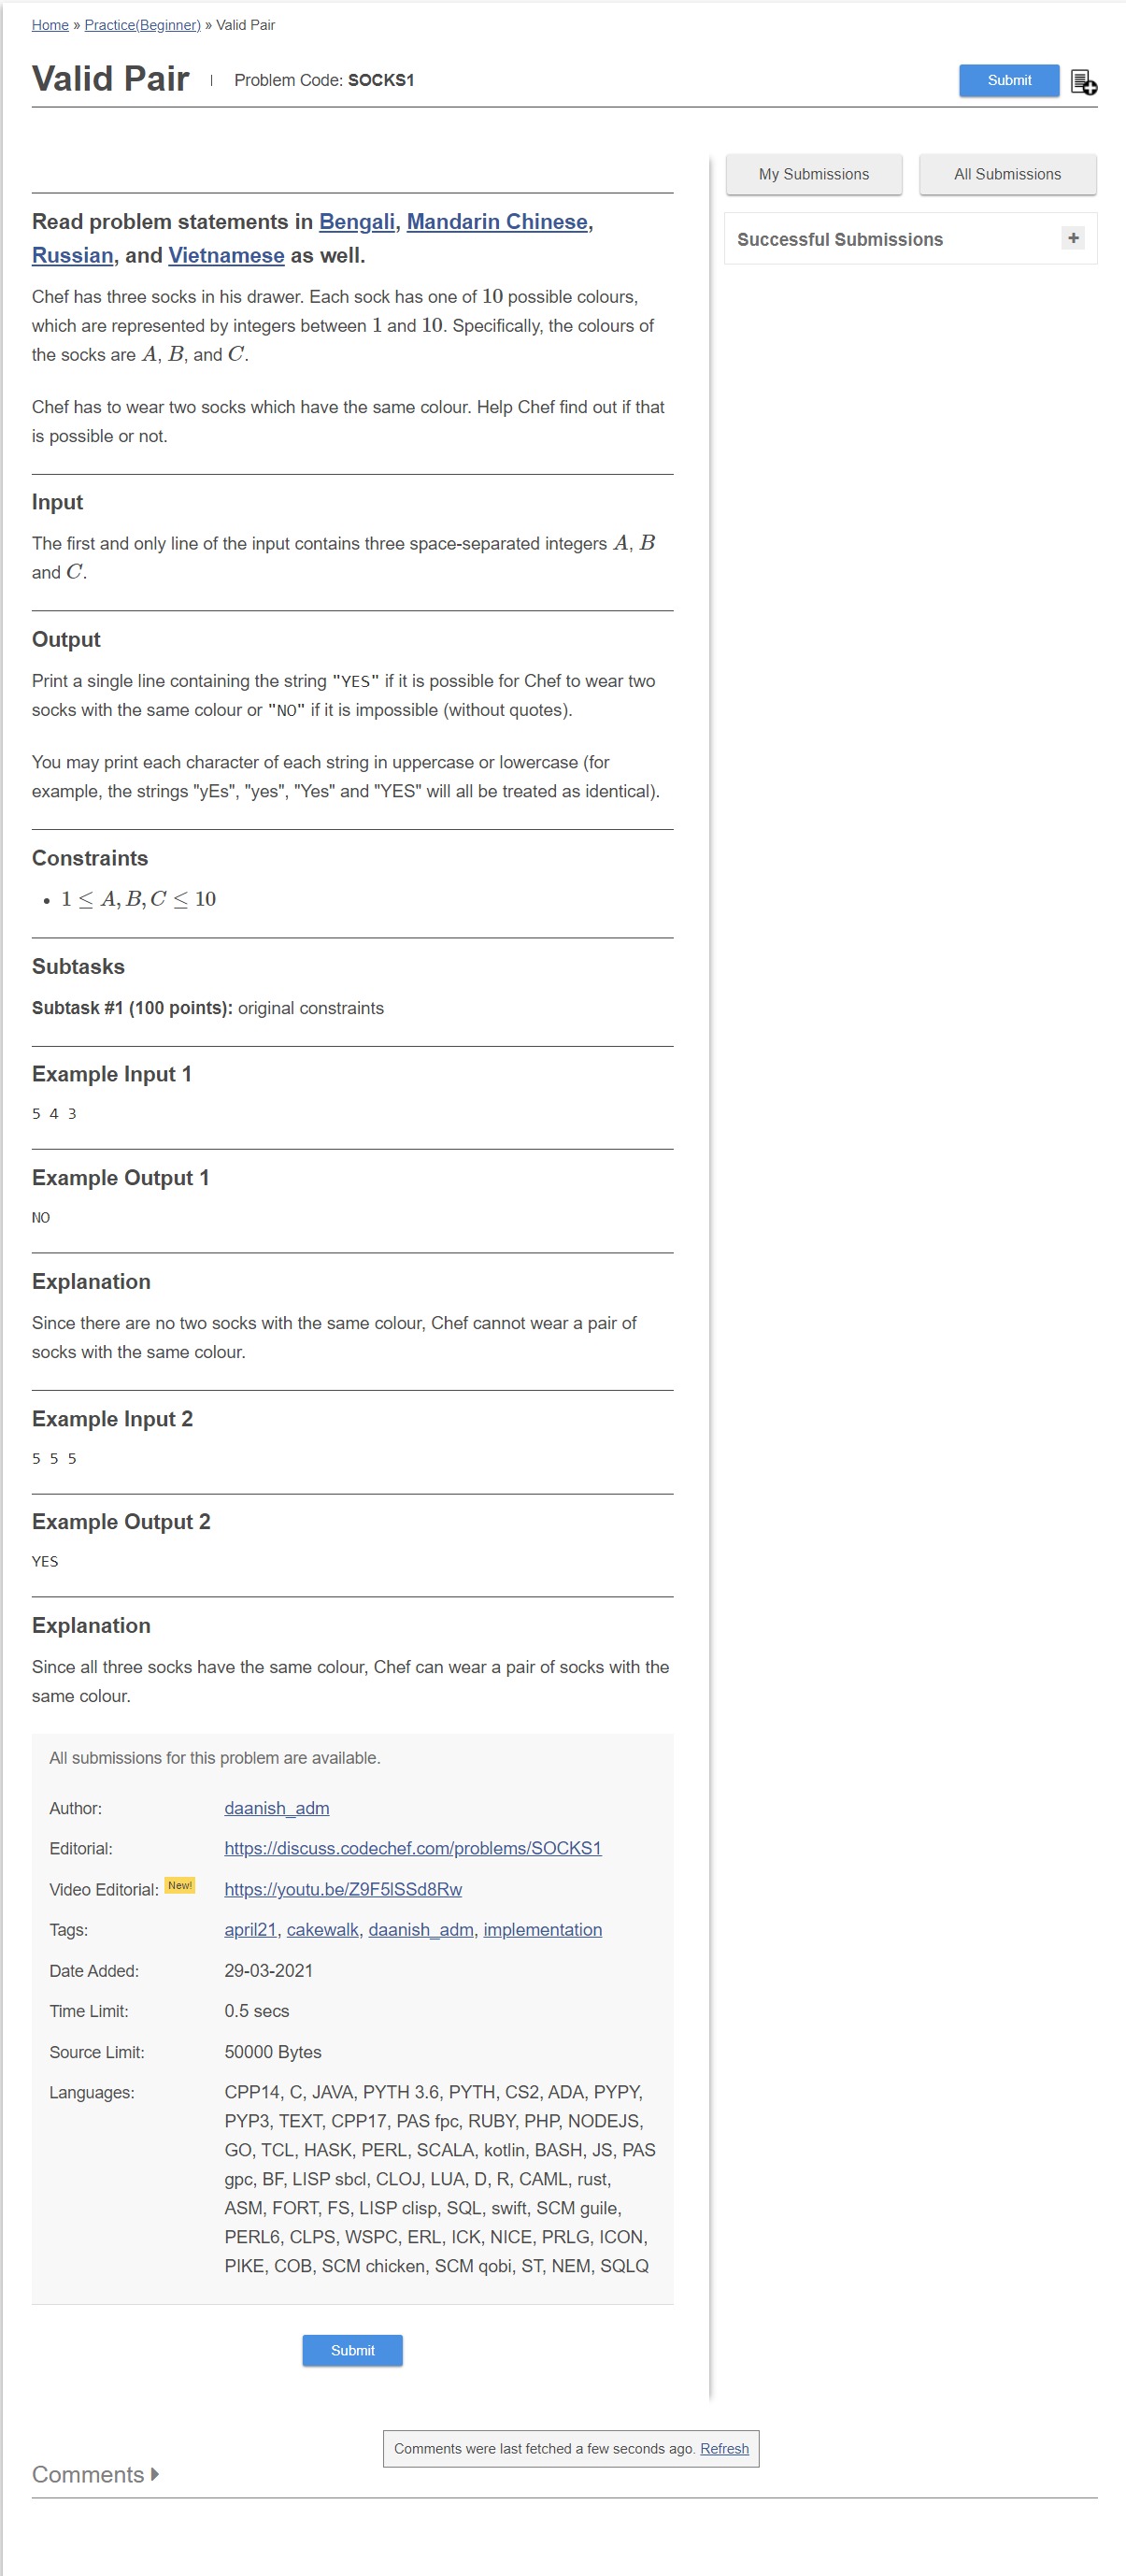 Home » Practice(Beginner) » Valid Pair
Valid Pair | Problem Code: SOCKS1
Submit
My Submissions
All Submissions
Successful Submissions
+
Read problem statements in Bengali, Mandarin Chinese,
Russian, and Vietnamese as well.
Chef has three socks in his drawer. Each sock has one of 10 possible colours,
which are represented by integers between 1 and 10. Specifically, the colours of
the socks are A, B, and C.
Chef has to wear two socks which have the same colour. Help Chef find out if that
is possible or not.
Input
The first and only line of the input contains three space-separated integers A, B
and C.
Output
Print a single line containing the string "YES" if it is possible for Chef to wear two
socks with the same colour or "NO" if it is impossible (without quotes).
You may print each character of each string in uppercase or lowercase (for
example, the strings "yEs", "yes", "Yes" and "YES" will all be treated as identical).
Constraints
• 1 ≤ A, B, C ≤ 10
Subtasks
Subtask #1 (100 points): original constraints
Example Input 1
5 4 3
Example Output 1
NO
Explanation
Since there are no two socks with the same colour, Chef cannot wear a pair of
socks with the same colour.
Example Input 2
5 5 5
Example Output 2
YES
Explanation
Since all three socks have the same colour, Chef can wear a pair of socks with the
same colour.
All submissions for this problem are available.
Author: daanish_adm
Editorial: https://discuss.codechef.com/problems/SOCKS1
Video Editorial: New! https://youtu.be/Z9F5lSSd8Rw
Tags: april21, cakewalk, daanish_adm, implementation
Date Added: 29-03-2021
Time Limit: 0.5 secs
Source Limit: 50000 Bytes
Languages: CPP14, C, JAVA, PYTH 3.6, PYTH, CS2, ADA, PYPY,
PYP3, TEXT, CPP17, PAS fpc, RUBY, PHP, NODEJS,
GO, TCL, HASK, PERL, SCALA, kotlin, BASH, JS, PAS
gpc, BF, LISP sbcl, CLOJ, LUA, D, R, CAML, rust,
ASM, FORT, FS, LISP clisp, SQL, swift, SCM guile,
PERL6, CLPS, WSPC, ERL, ICK, NICE, PRLG, ICON,
PIKE, COB, SCM chicken, SCM qobi, ST, NEM, SQLQ
Submit
Comments were last fetched a few seconds ago. Refresh
Comments